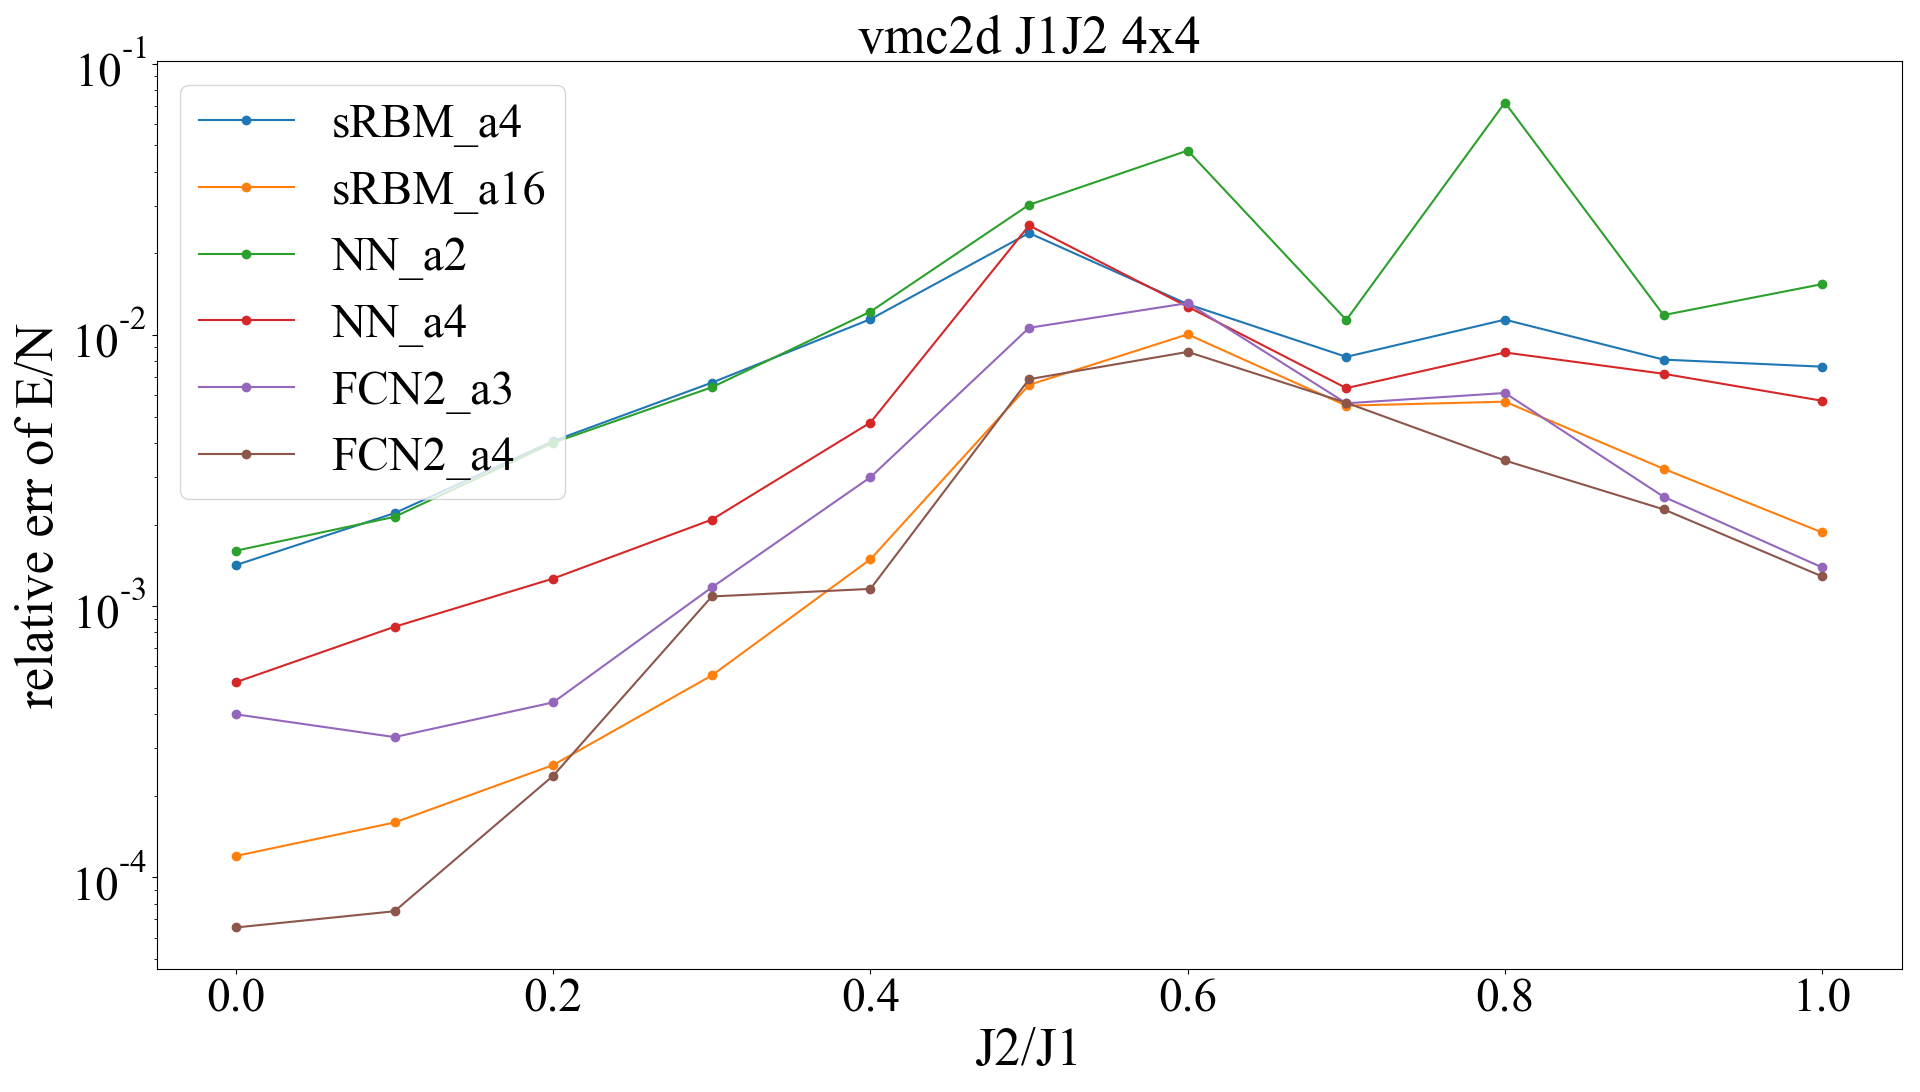 vmc2d J1J2 4x4
10-1
10-2
10-3
10-4
relative err of E/N
sRBM_a4
sRBM_a16
NN_a2
NN_a4
FCN2_a3
FCN2_a4
0.0 0.2 0.4 0.6 0.8 1.0
J2/J1